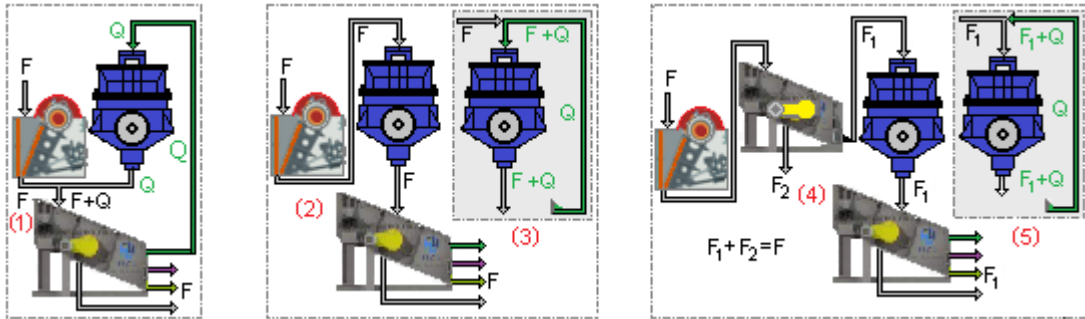 Q
F
Q
Q
F
F+Q
(1)
F
F
F
F
(2)
F
F
F+Q
Q
F+Q
(3)
F
F₂
(4)
F₁
F₁
F₁+F₂=F
F₁
F₁
F₁+Q
Q
F₁+Q
(5)